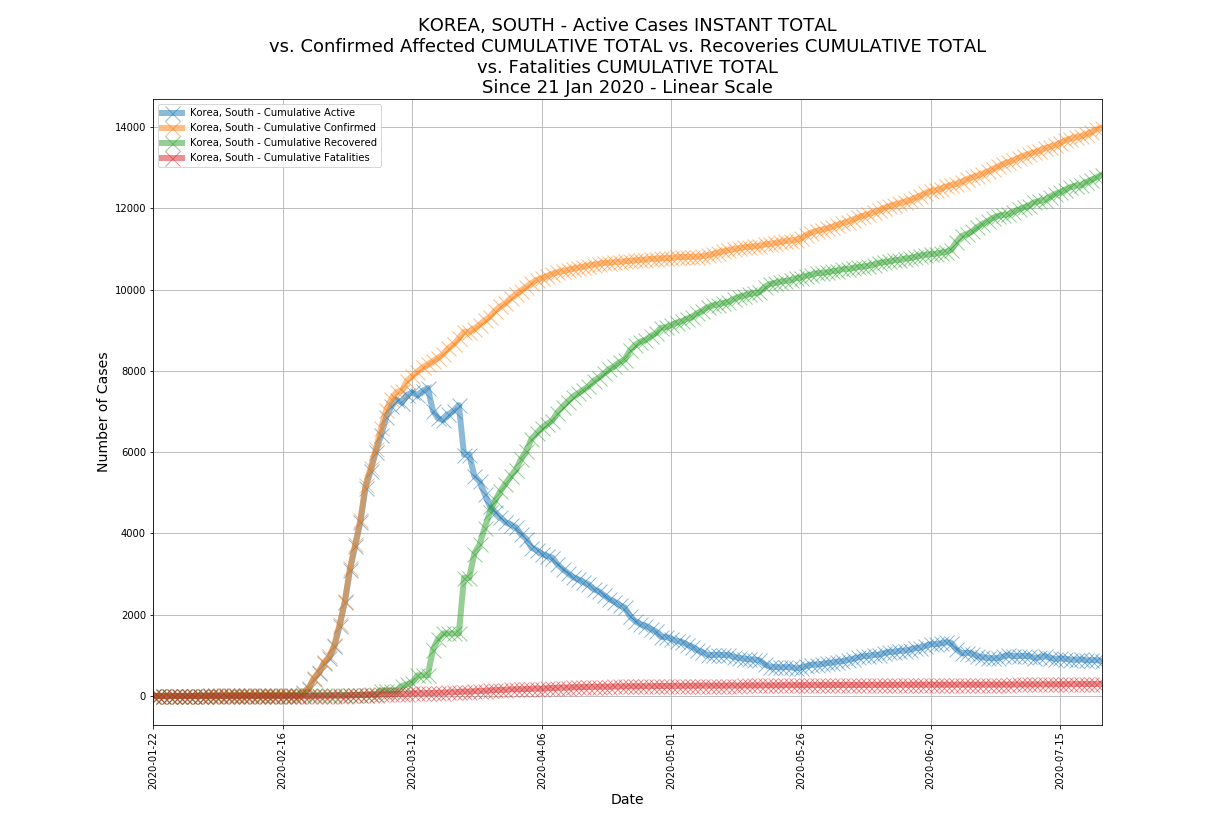 KOREA, SOUTH - Active Cases INSTANT TOTAL
vs. Confirmed Affected CUMULATIVE TOTAL vs. Recoveries CUMULATIVE TOTAL
vs. Fatalities CUMULATIVE TOTAL
Since 21 Jan 2020 - Linear Scale
Korea, South - Cumulative Active
Korea, South - Cumulative Confirmed
Korea, South - Cumulative Recovered
Korea, South - Cumulative Fatalities
Number of Cases
14000
12000
10000
8000
6000
4000
2000
0
2020-01-22
2020-02-16
2020-03-12
2020-04-06
2020-05-01
2020-05-26
2020-06-20
2020-07-15
Date